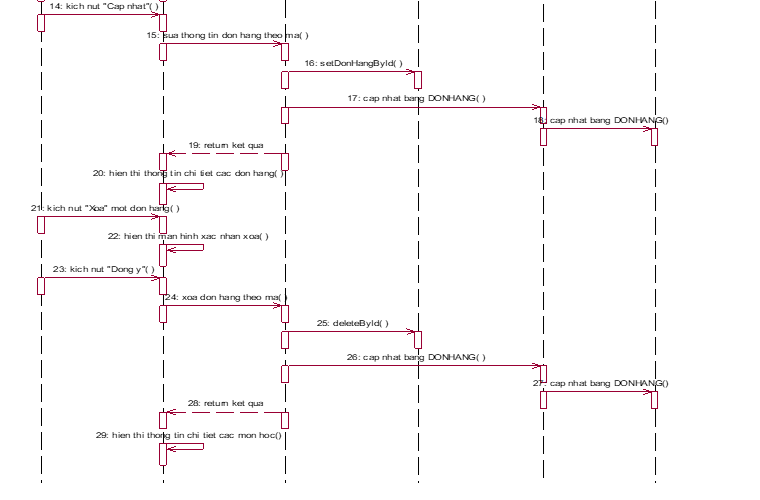 14: kich nut "Cap nhat"( )
15: sua thong tin don hang theo ma( )
16: setDonHangById( )
17: cap nhat bang DONHANG( )
18: cap nhat bang DONHANG()
19: return ket qua
20: hien thi thong tin chi tiet cac don hang( )
21: kich nut "Xoa" mot don hang( )
22: hien thi man hinh xac nhan xoa( )
23: kich nut "Dong y"( )
24: xoa don hang theo ma( )
25: deleteById( )
26: cap nhat bang DONHANG( )
27: cap nhat bang DONHANG()
28: return ket qua
29: hien thi thong tin chi tiet cac mon hoc()